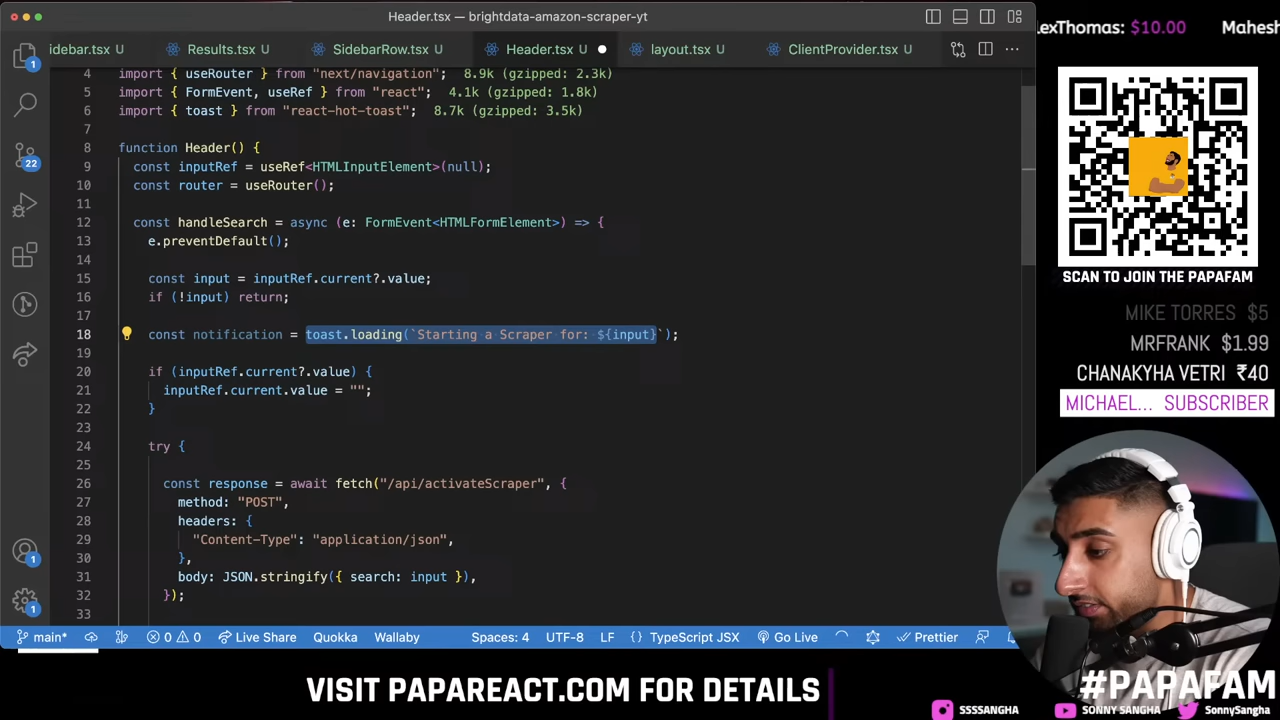 Header.tsx — brightdata-amazon-scraper-yt
idebar.tsx U
Results.tsx U
SidebarRow.tsx U
Header.tsx U
layout.tsx U
ClientProvider.tsx U
4 import { useRouter } from "next/navigation"; 8.9k (gzipped: 2.3k)
5 import { FormEvent, useRef } from "react"; 4.1k (gzipped: 1.8k)
6 import { toast } from "react-hot-toast"; 8.7k (gzipped: 3.5k)
7
8 function Header() {
9 const inputRef = useRef<HTMLInputElement>(null);
10 const router = useRouter();
11
12 const handleSearch = async (e: FormEvent<HTMLFormElement>) => {
13 e.preventDefault();
14
15 const input = inputRef.current?.value;
16 if (!input) return;
17
18 const notification = toast.loading(`Starting a Scraper for: ${input}`);
19
20 if (inputRef.current?.value) {
21 inputRef.current.value = "";
22 }
23
24 try {
25
26 const response = await fetch("/api/activateScraper", {
27 method: "POST",
28 headers: {
29 "Content-Type": "application/json",
30 },
31 body: JSON.stringify({ search: input }),
32 });
33
1
22
1
1
main* 0 0 Live Share Quokka Wallaby Spaces: 4 UTF-8 LF {} TypeScript JSX Go Live Prettier
lexThomas: $10.00 Mahesh
SCAN TO JOIN THE PAPAFAM
MIKE TORRES $5
MRFRANK $1.99
CHANAKYHA VETRI ₹40
MICHAEL... SUBSCRIBER
VISIT PAPAREACT.COM FOR DETAILS
#PAPAFAM
SSSSANGHA SONNY SANGHA SonnySangha